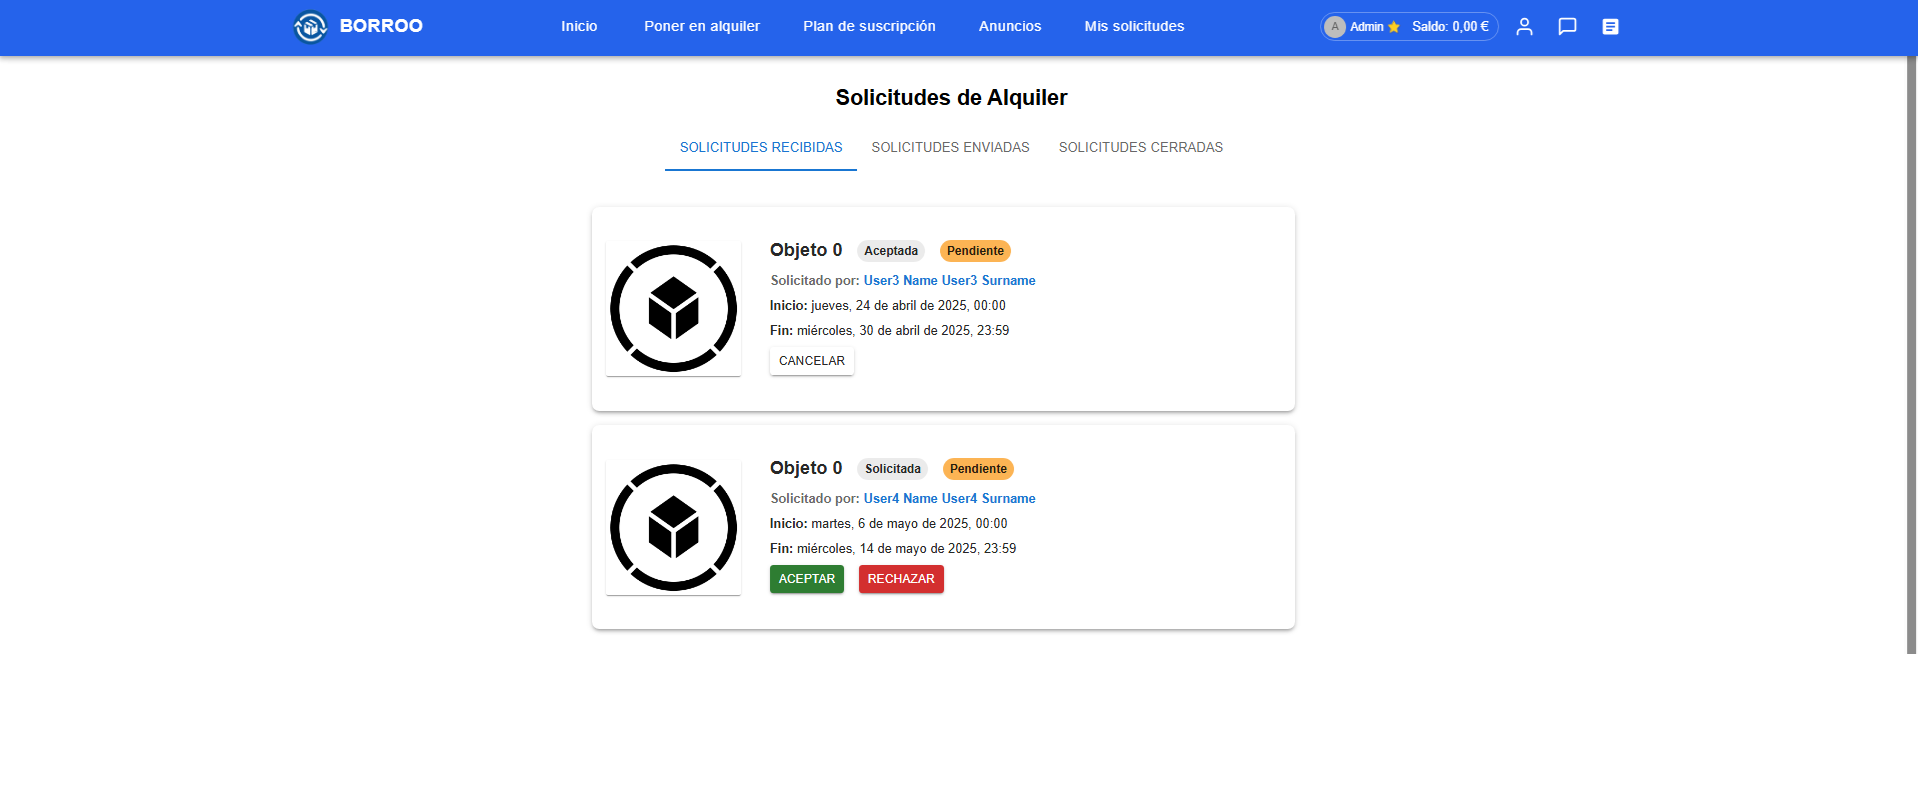 BORROO
Inicio
Poner en alquiler
Plan de suscripción
Anuncios
Mis solicitudes
A Admin Saldo: 0,00 €
Solicitudes de Alquiler
SOLICITUDES RECIBIDAS
SOLICITUDES ENVIADAS
SOLICITUDES CERRADAS
Objeto 0 Aceptada Pendiente
Solicitado por: User3 Name User3 Surname
Inicio: jueves, 24 de abril de 2025, 00:00
Fin: miércoles, 30 de abril de 2025, 23:59
CANCELAR
Objeto 0 Solicitada Pendiente
Solicitado por: User4 Name User4 Surname
Inicio: martes, 6 de mayo de 2025, 00:00
Fin: miércoles, 14 de mayo de 2025, 23:59
ACEPTAR RECHAZAR